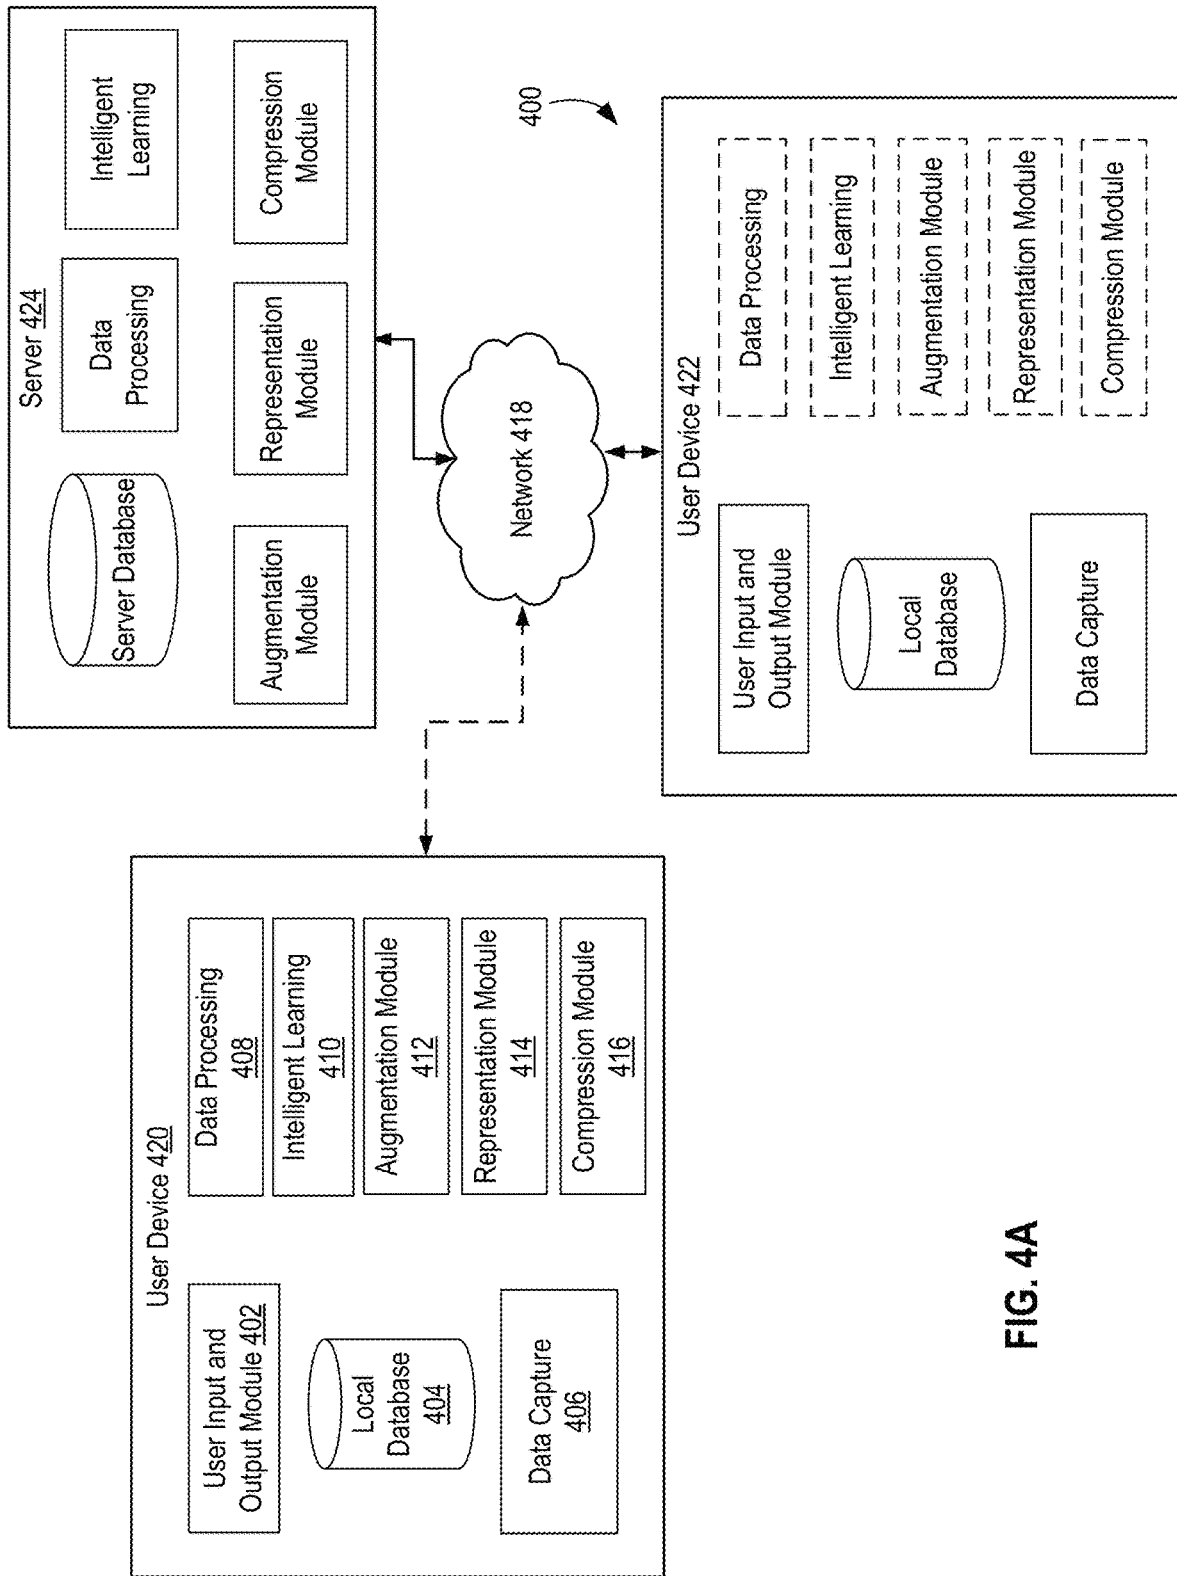 User Device 420
User Input and
Output Module 402
Local
Database
404
Data Capture
406
Data Processing
408
Intelligent Learning
410
Augmentation Module
412
Representation Module
414
Compression Module
416
Server 424
Server Database
Data
Processing
Intelligent
Learning
Augmentation
Module
Representation
Module
Compression
Module
Network 418
400
User Device 422
User Input and
Output Module
Local
Database
Data Capture
Data Processing
Intelligent Learning
Augmentation Module
Representation Module
Compression Module
FIG. 4A